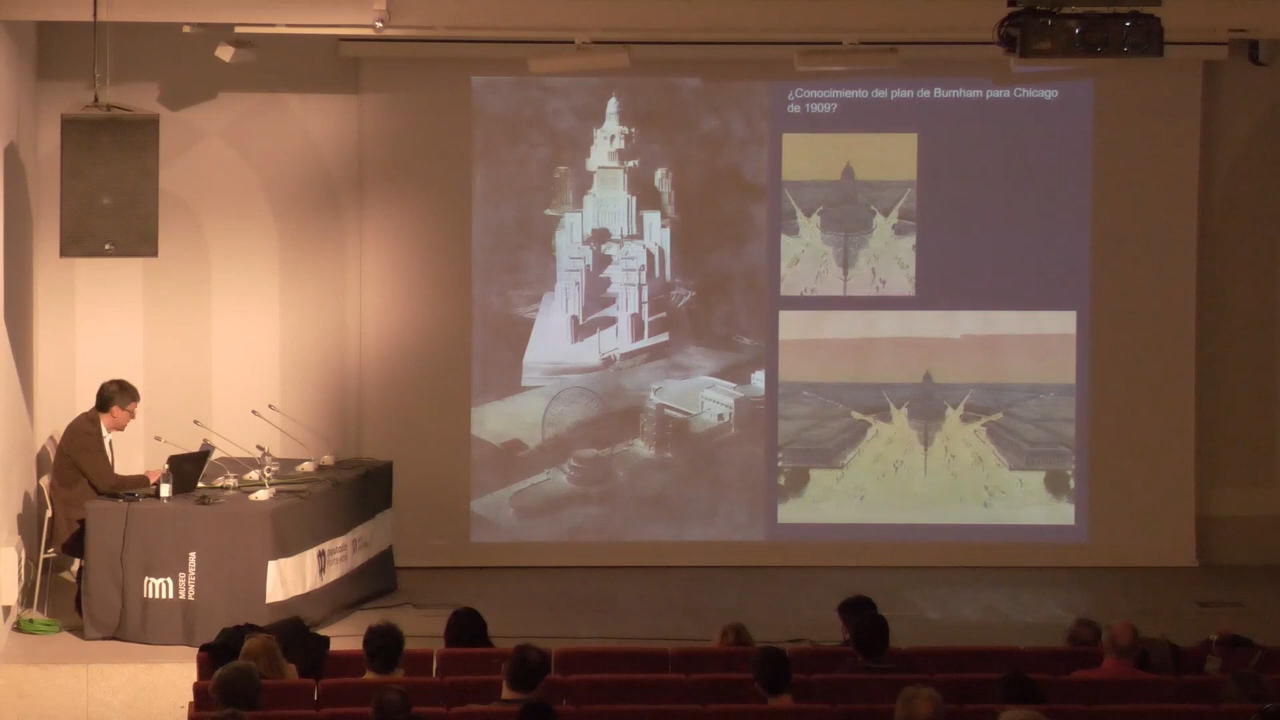 ¿Conocimiento del plan de Burnham para Chicago
de 1909?
MUSEO
PONTEVEDRA